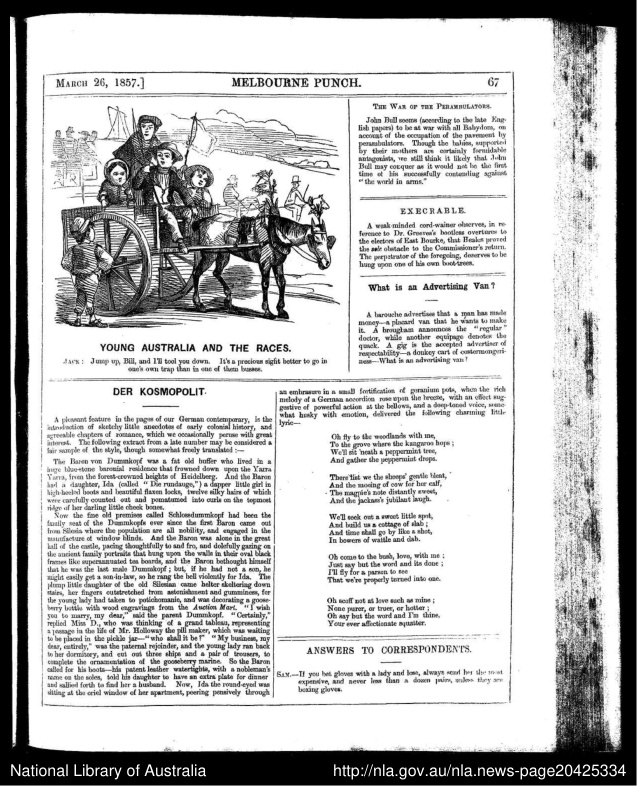 MARCH 26, 1857.]
MELBOURNE PUNCH.
67
YOUNG AUSTRALIA AND THE RACES.
JACK: Jump up, Bill, and I'll tool you down. It's a precious sight better to go in
one's own trap than in one of them busses.
THE WAR OF THE PERAMBULATORS.
John Bull seems (according to the late Eng-
lish papers) to be at war with all Babydom, on
account of the occupation of the pavement by
perambulators. Though the babies, supported
by their mothers are certainly formidable
antagonists, we still think it likely that John
Bull may conquer as it would not be the first
time of his successfully contending against
"the world in arms."
EXECRABLE.
A weak-minded cord-wainer observes, in re-
ference to Dr. Greeves's bootless overtures to
the electors of East Bourke, that Heales proved
the sole obstacle to the Commissioner's return.
The perpetrator of the foregoing, deserves to be
hung upon one of his own boot-trees.
What is an Advertising Van?
A barouche advertises that a man has made
money—a placard van that he wants to make
it. A brougham announces the "regular"
doctor, while another equipage denotes the
quack. A gig is the accepted advertiser of
respectability—a donkey cart of costermongeri-
ness—What is an advertising van?
DER KOSMOPOLIT.
A pleasant feature in the pages of our German contemporary, is the
introduction of sketchy little anecdotes of early colonial history, and
agreeable chapters of romance, which we occasionally peruse with great
interest. The following extract from a late number may be considered a
fair sample of the style, though somewhat freely translated:—
The Baron von Dummkopf was a fat old buffer who lived in a
huge blue-stone baronial residence that frowned down upon the Yarra
Yarra, from the forest-crowned heights of Heidelberg. And the Baron
had a daughter, Ida (called "Die rundauge,") a dapper little girl in
high-heeled boots and beautiful flaxen locks, twelve silky hairs of which
were carefully counted out and pomatumed into curls on the topmost
ridge of her darling little cheek bones.
Now the fine old premises called Schlossdummkopf had been the
family seat of the Dummkopfs ever since the first Baron came out
from Silesia where the population are all nobility, and engaged in the
manufacture of window blinds. And the Baron was alone in the great
hall of the castle, pacing thoughtfully to and fro, and dolefully gazing on
the ancient family portraits that hung upon the walls in their oval black
frames like superannuated tea boards, and the Baron bethought himself
that he was the last male Dummkopf; but, if he had not a son, he
might easily get a son-in-law, so he rang the bell violently for Ida. The
plump little daughter of the old Silesian came helter skeltering down
stairs, her fingers outstretched from astonishment and gumminess, for
the young lady had taken to potichomanie, and was decorating a goose-
berry bottle with wood engravings from the Auction Mart. "I wish
you to marry, my dear," said the parent Dummkopf. "Certainly,"
replied Miss D., who was thinking of a grand tableau, representing
a passage in the life of Mr. Holloway the pill maker, which was waiting
to be placed in the pickle jar—"who shall it be?" "My business, my
dear, entirely," was the paternal rejoinder, and the young lady ran back
to her dormitory, and cut out three ships and a pair of trousers, to
complete the ornamentation of the gooseberry marine. So the Baron
called for his boots—his patent leather watertights, with a nobleman's
name on the soles, told his daughter to have an extra plate for dinner
and sallied forth to find her a husband. Now, Ida the round-eyed was
sitting at the oriel window of her apartment, peering pensively through
an embrasure in a small fortification of geranium pots, when the rich
melody of a German accordion rose upon the breeze, with an effect sug-
gestive of powerful action at the bellows, and a deep-toned voice, some-
what husky with emotion, delivered the following charming little
lyric—
Oh fly to the woodlands with me,
To the grove where the kangaroo hops;
We'll sit 'neath a peppermint tree,
And gather the peppermint drops.
There list we the sheeps' gentle bleat,
And the mooing of cow for her calf,
The magpie's note distantly sweet,
And the jackass's jubilant laugh.
We'll seek out a sweet little spot,
And build us a cottage of slab;
And time shall go by like a shot,
In bowers of wattle and dab.
Oh come to the bush, love, with me;
Just say but the word and its done;
I'll fly for a parson to see
That we're properly turned into one.
Oh scoff not at love such as mine;
None purer, or truer, or hotter;
Oh say but the word and I'm thine,
Your ever affectionate squatter.
ANSWERS TO CORRESPONDENTS.
SAM.—If you bet gloves with a lady and lose, always send her the most
expensive, and never less than a dozen pairs, unless they are
boxing gloves.
National Library of Australia
http://nla.gov.au/nla.news-page20425334